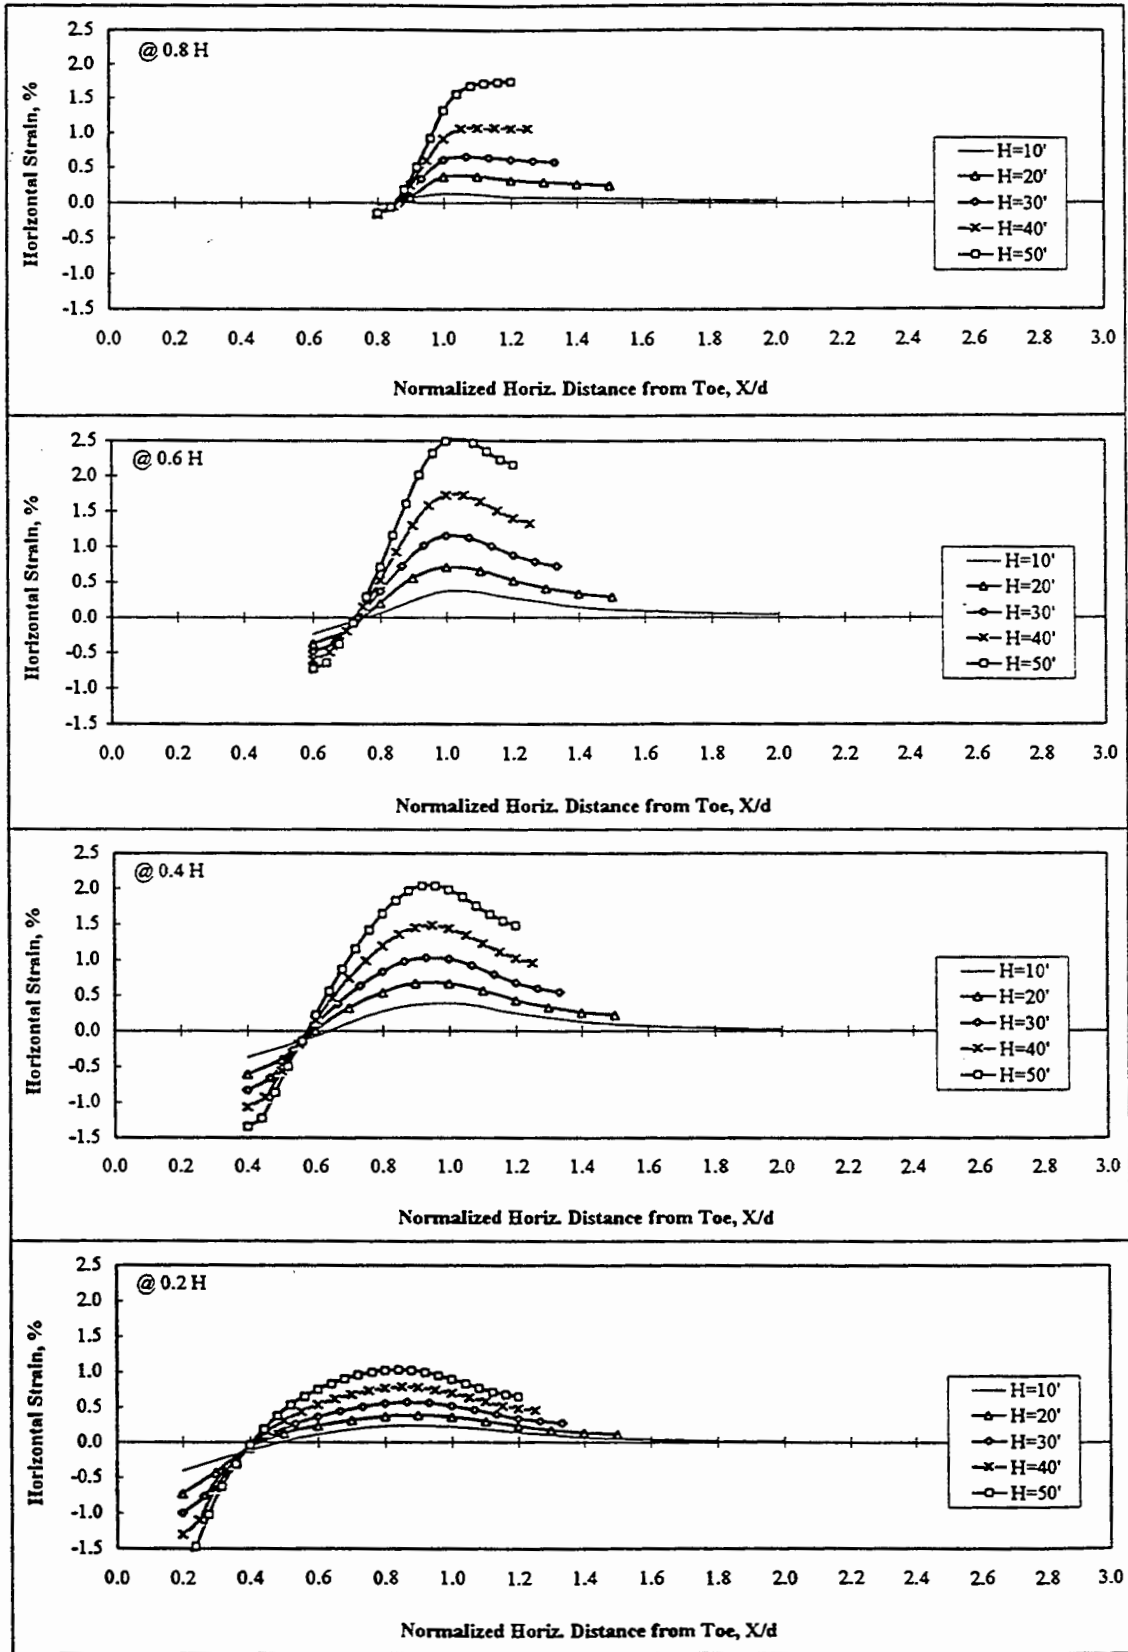 @ 0.8 H
Horizontal Strain, %
2.5
2.0
1.5
1.0
0.5
0.0
-0.5
-1.0
-1.5
H=10'
H=20'
H=30'
H=40'
H=50'
0.0 0.2 0.4 0.6 0.8 1.0 1.2 1.4 1.6 1.8 2.0 2.2 2.4 2.6 2.8 3.0
Normalized Horiz. Distance from Toe, X/d
@ 0.6 H
Horizontal Strain, %
2.5
2.0
1.5
1.0
0.5
0.0
-0.5
-1.0
-1.5
H=10'
H=20'
H=30'
H=40'
H=50'
0.0 0.2 0.4 0.6 0.8 1.0 1.2 1.4 1.6 1.8 2.0 2.2 2.4 2.6 2.8 3.0
Normalized Horiz. Distance from Toe, X/d
@ 0.4 H
Horizontal Strain, %
2.5
2.0
1.5
1.0
0.5
0.0
-0.5
-1.0
-1.5
H=10'
H=20'
H=30'
H=40'
H=50'
0.0 0.2 0.4 0.6 0.8 1.0 1.2 1.4 1.6 1.8 2.0 2.2 2.4 2.6 2.8 3.0
Normalized Horiz. Distance from Toe, X/d
@ 0.2 H
Horizontal Strain, %
2.5
2.0
1.5
1.0
0.5
0.0
-0.5
-1.0
-1.5
H=10'
H=20'
H=30'
H=40'
H=50'
0.0 0.2 0.4 0.6 0.8 1.0 1.2 1.4 1.6 1.8 2.0 2.2 2.4 2.6 2.8 3.0
Normalized Horiz. Distance from Toe, X/d